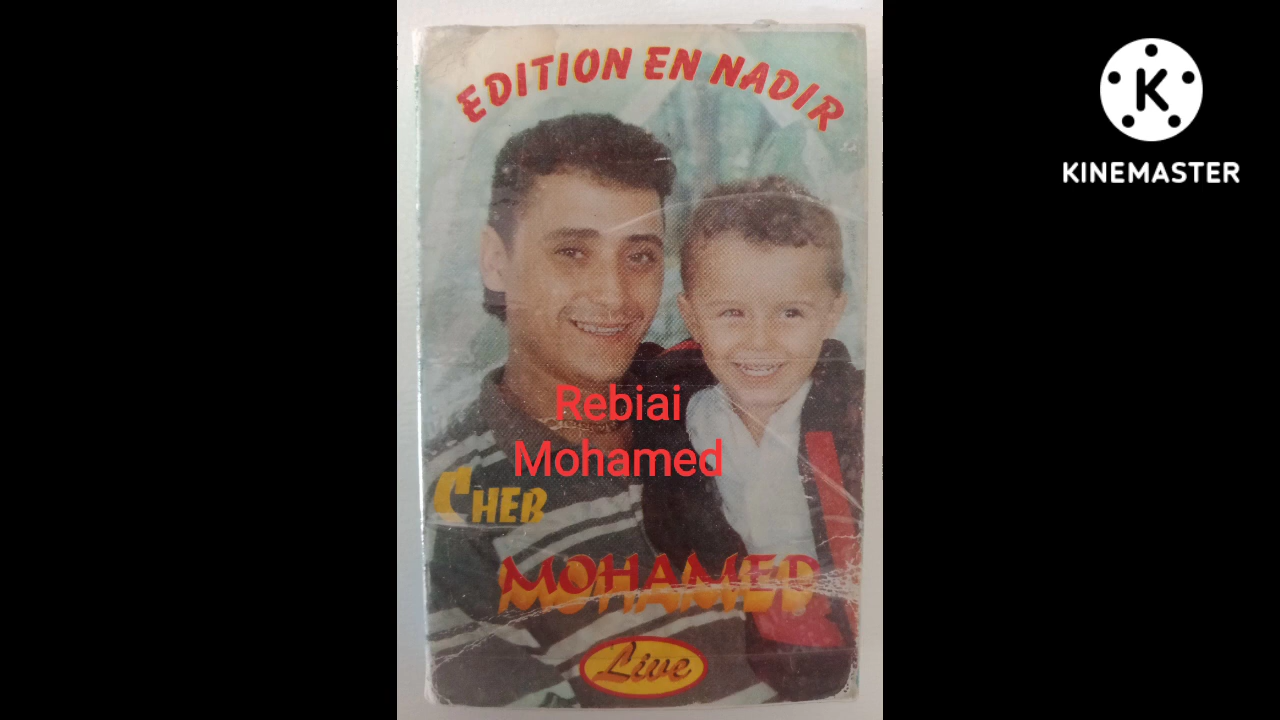 EDITION EN NADIR
KINEMASTER
Rebiai
Mohamed
CHEB
MOHAMED
Live